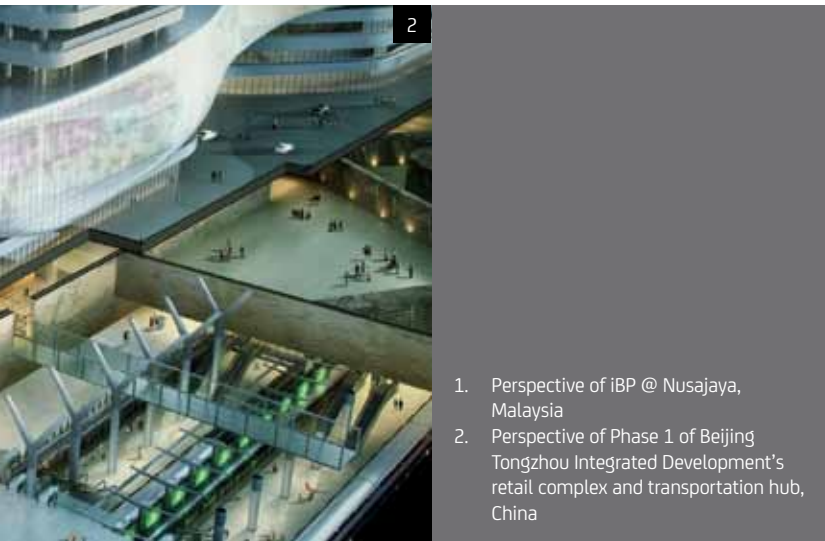 2
1. Perspective of iBP @ Nusajaya,
Malaysia
2. Perspective of Phase 1 of Beijing
Tongzhou Integrated Development's
retail complex and transportation hub,
China